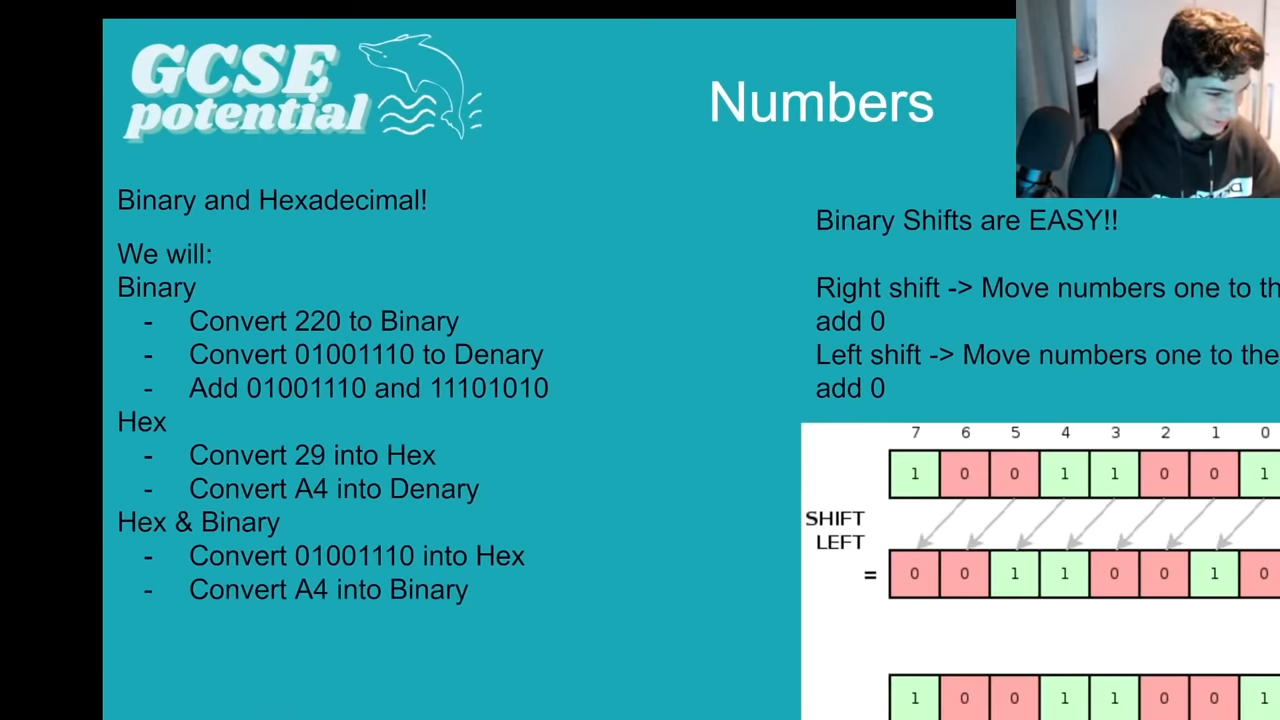 GCSE
potential
Numbers
Binary and Hexadecimal!
We will:
Binary
- Convert 220 to Binary
- Convert 01001110 to Denary
- Add 01001110 and 11101010
Hex
- Convert 29 into Hex
- Convert A4 into Denary
Hex & Binary
- Convert 01001110 into Hex
- Convert A4 into Binary
Binary Shifts are EASY!!
Right shift -> Move numbers one to
add 0
Left shift -> Move numbers one to the
add 0
7 6 5 4 3 2 1 0
1 0 0 1 1 0 0 1
SHIFT
LEFT
= 0 0 1 1 0 0 1 0
1 0 0 1 1 0 0 1